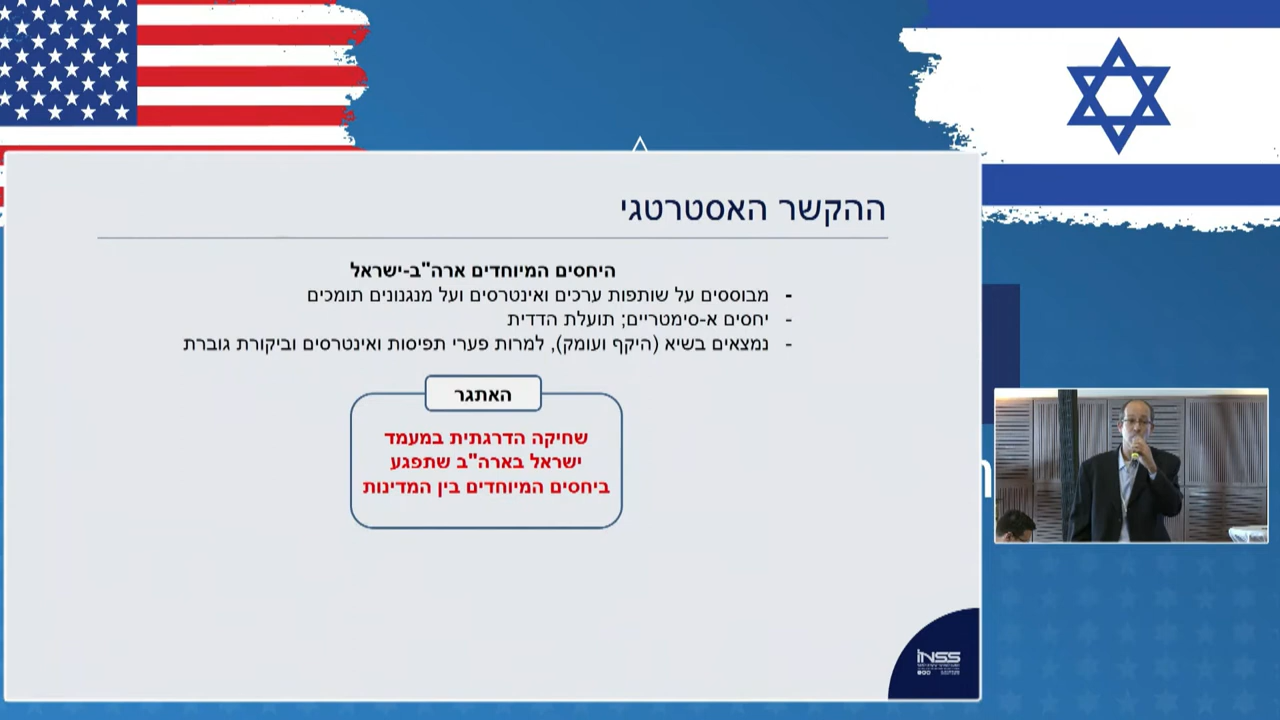 ההקשר האסטרטגי
היחסים המיוחדים ארה"ב-ישראל
- מבוססים על שותפות ערכים ואינטרסים ועל מנגנונים תומכים
- יחסים א-סימטריים; תועלת הדדית
- נמצאים בשיא (היקף ועומק), למרות פערי תפיסות ואינטרסים וביקורת גוברת
האתגר
שחיקה הדרגתית במעמד
ישראל בארה"ב שתפגע
ביחסים המיוחדים בין המדינות
INSS